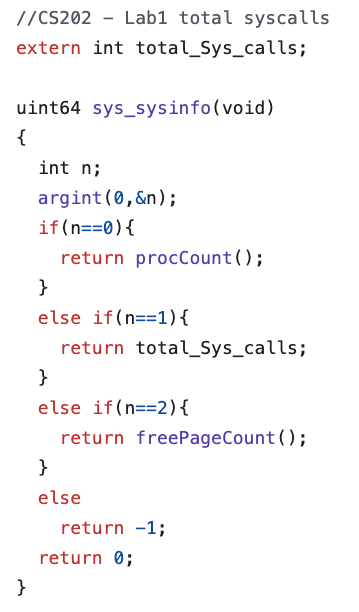 //CS202 - Lab1 total syscalls
extern int total_Sys_calls;

uint64 sys_sysinfo(void)
{
  int n;
  argint(0,&n);
  if(n==0){
    return procCount();
  }
  else if(n==1){
    return total_Sys_calls;
  }
  else if(n==2){
    return freePageCount();
  }
  else
    return -1;
  return 0;
}